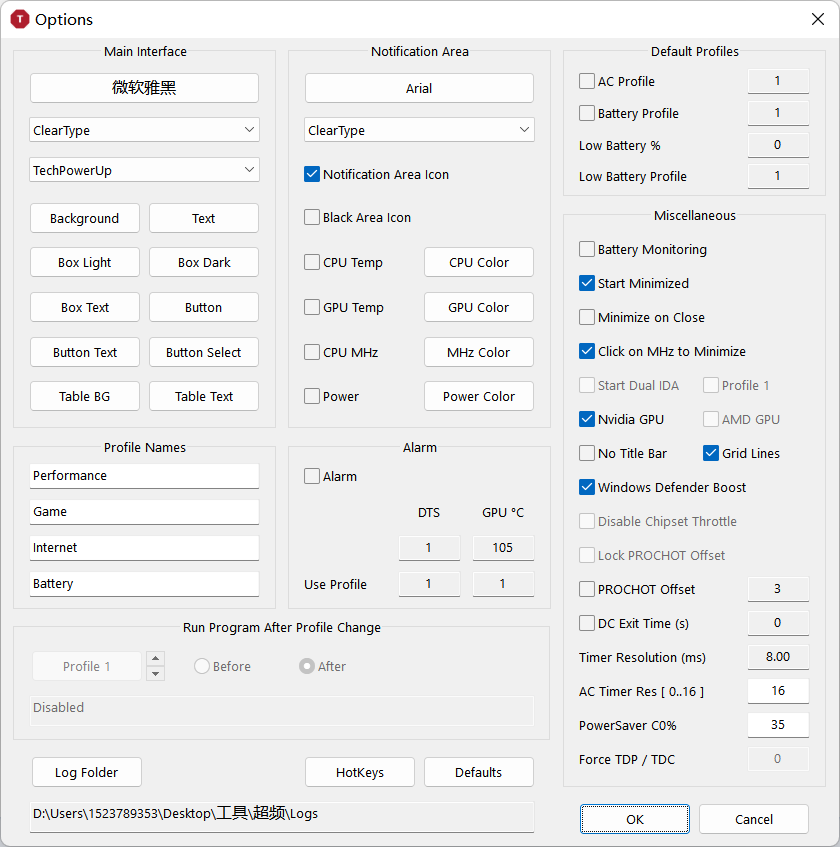 Options
Main Interface
微软雅黑
ClearType
TechPowerUp
Background Text
Box Light Box Dark
Box Text Button
Button Text Button Select
Table BG Table Text
Notification Area
Arial
ClearType
Notification Area Icon
Black Area Icon
CPU Temp CPU Color
GPU Temp GPU Color
CPU MHz MHz Color
Power Power Color
Default Profiles
AC Profile 1
Battery Profile 1
Low Battery % 0
Low Battery Profile 1
Miscellaneous
Battery Monitoring
Start Minimized
Minimize on Close
Click on MHz to Minimize
Start Dual IDA Profile 1
Nvidia GPU AMD GPU
No Title Bar Grid Lines
Windows Defender Boost
Disable Chipset Throttle
Lock PROCHOT Offset
PROCHOT Offset 3
DC Exit Time (s) 0
Timer Resolution (ms) 8.00
AC Timer Res [ 0..16 ] 16
PowerSaver C0% 35
Force TDP / TDC 0
Profile Names
Performance
Game
Internet
Battery
Alarm
Alarm
DTS GPU °C
1 105
Use Profile 1 1
Run Program After Profile Change
Profile 1 Before After
Disabled
Log Folder HotKeys Defaults
D:\Users\1523789353\Desktop\工具\超频\Logs
OK Cancel